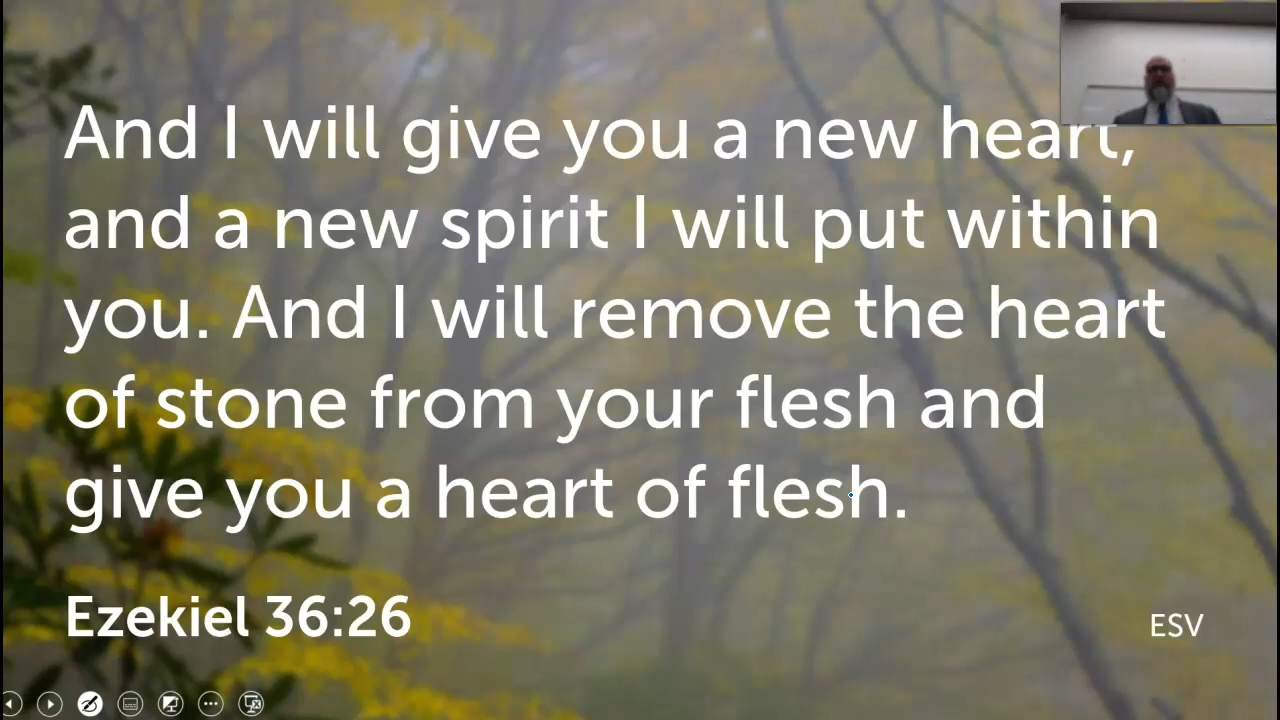 And I will give you a new heart,
and a new spirit I will put within
you. And I will remove the heart
of stone from your flesh and
give you a heart of flesh.
Ezekiel 36:26
ESV